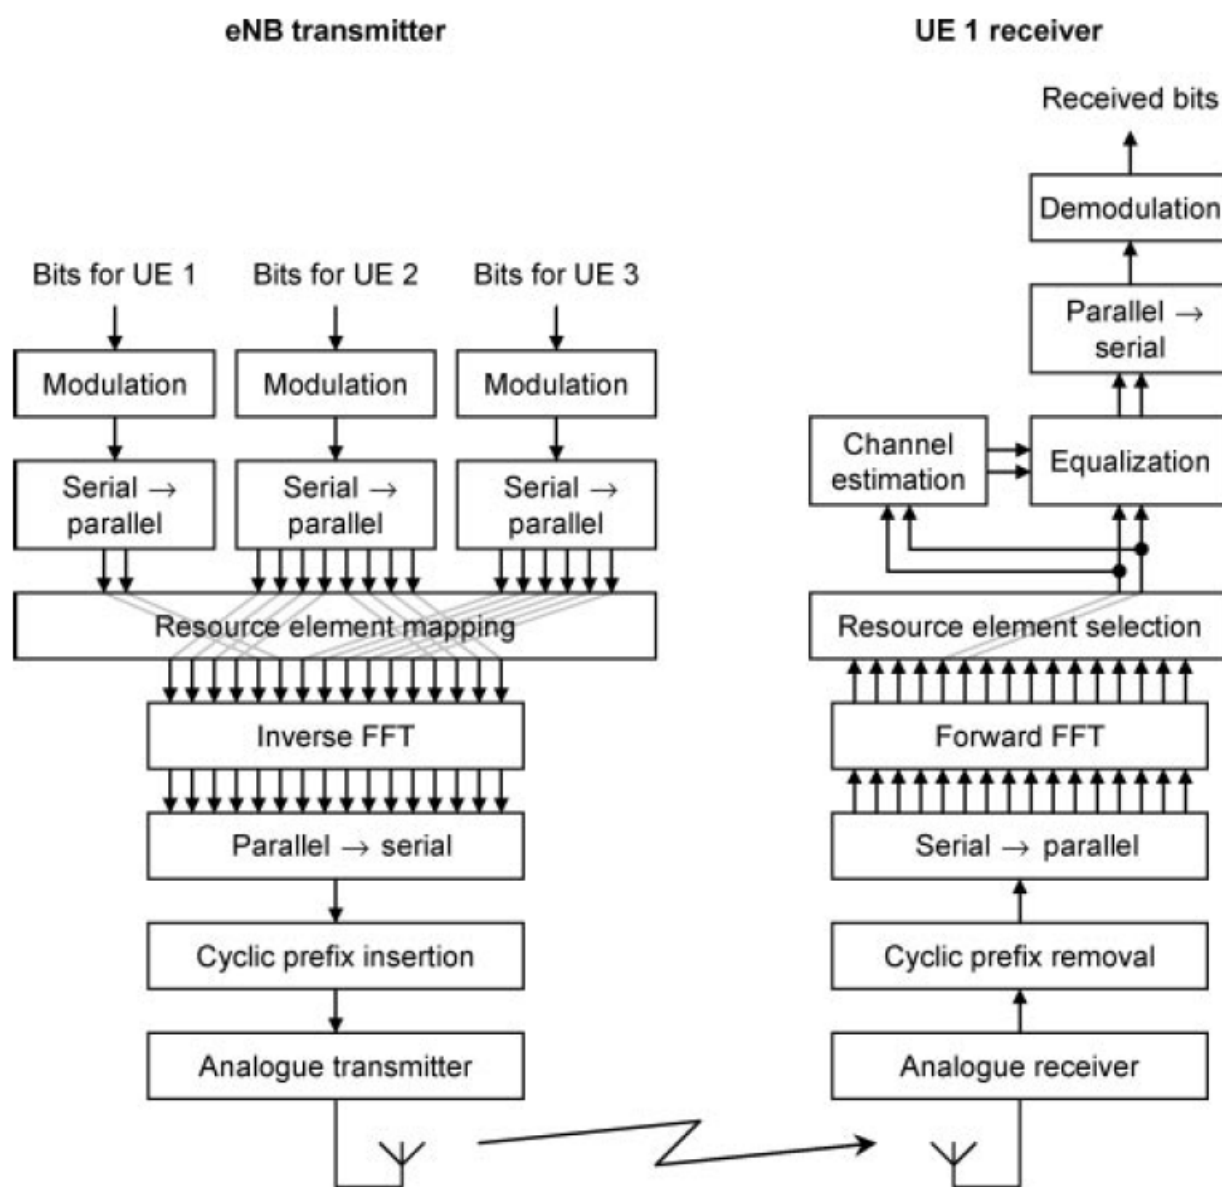 eNB transmitter
UE 1 receiver
Received bits
Demodulation
Parallel →
serial
Bits for UE 1
Bits for UE 2
Bits for UE 3
Modulation
Modulation
Modulation
Serial →
parallel
Serial →
parallel
Serial →
parallel
Channel
estimation
Equalization
Resource element mapping
Resource element selection
Inverse FFT
Forward FFT
Parallel → serial
Serial → parallel
Cyclic prefix insertion
Cyclic prefix removal
Analogue transmitter
Analogue receiver